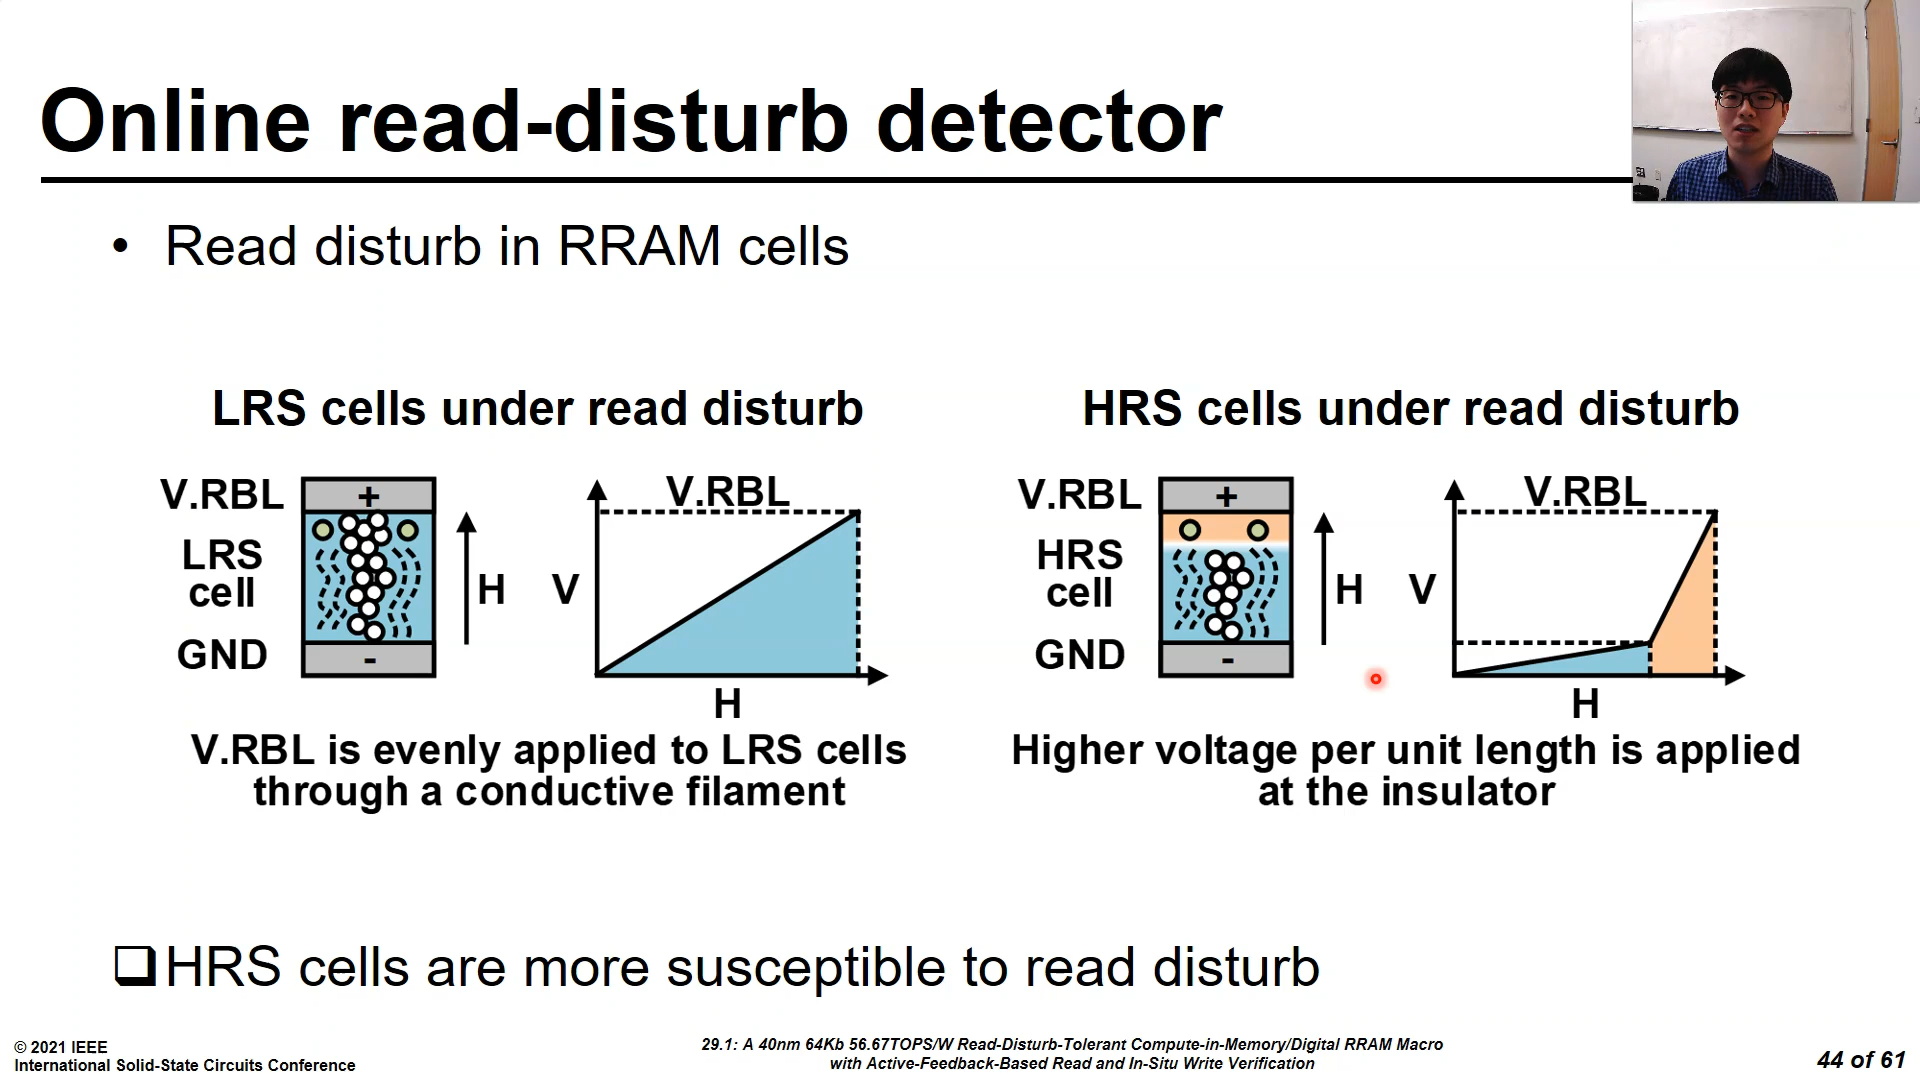 Online read-disturb detector
• Read disturb in RRAM cells
LRS cells under read disturb
V.RBL
+
LRS
cell
GND
-
H
V
V.RBL
H
V.RBL is evenly applied to LRS cells
through a conductive filament
HRS cells under read disturb
V.RBL
+
HRS
cell
GND
-
H
V
V.RBL
H
Higher voltage per unit length is applied
at the insulator
❑HRS cells are more susceptible to read disturb
© 2021 IEEE
International Solid-State Circuits Conference
29.1: A 40nm 64Kb 56.67TOPS/W Read-Disturb-Tolerant Compute-in-Memory/Digital RRAM Macro
with Active-Feedback-Based Read and In-Situ Write Verification
44 of 61